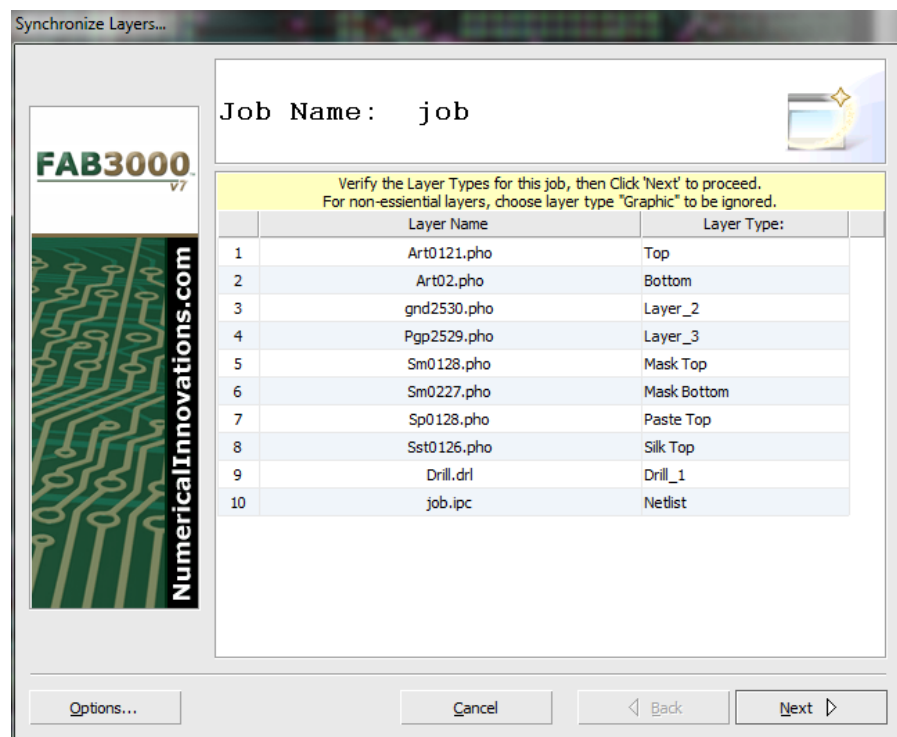 Synchronize Layers...
FAB3000
v7
NumericalInnovations.com
Job Name: job
Verify the Layer Types for this job, then Click 'Next' to proceed.
For non-essiential layers, choose layer type "Graphic" to be ignored.
Layer Name Layer Type:
1 Art0121.pho Top
2 Art02.pho Bottom
3 gnd2530.pho Layer_2
4 Pgp2529.pho Layer_3
5 Sm0128.pho Mask Top
6 Sm0227.pho Mask Bottom
7 Sp0128.pho Paste Top
8 Sst0126.pho Silk Top
9 Drill.drl Drill_1
10 job.ipc Netlist
Options... Cancel Back Next